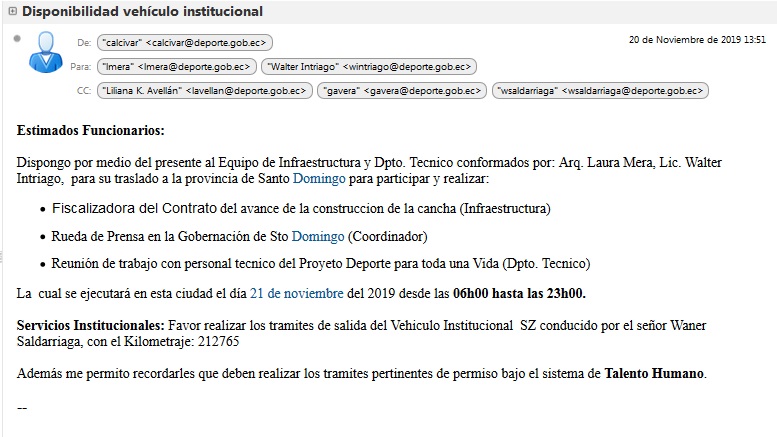 Disponibilidad vehículo institucional
De: "calcivar" <calcivar@deporte.gob.ec> 20 de Noviembre de 2019 13:51
Para: "lmera" <lmera@deporte.gob.ec> "Walter Intriago" <wintriago@deporte.gob.ec>
CC: "Liliana K. Avellán" <lavellan@deporte.gob.ec> "gavera" <gavera@deporte.gob.ec> "wsaldarriaga" <wsaldarriaga@deporte.gob.ec>
Estimados Funcionarios:
Dispongo por medio del presente al Equipo de Infraestructura y Dpto. Tecnico conformados por: Arq. Laura Mera, Lic. Walter
Intriago, para su traslado a la provincia de Santo Domingo para participar y realizar:
• Fiscalizadora del Contrato del avance de la construccion de la cancha (Infraestructura)
• Rueda de Prensa en la Gobernación de Sto Domingo (Coordinador)
• Reunión de trabajo con personal tecnico del Proyeto Deporte para toda una Vida (Dpto. Tecnico)
La cual se ejecutará en esta ciudad el día 21 de noviembre del 2019 desde las 06h00 hasta las 23h00.
Servicios Institucionales: Favor realizar los tramites de salida del Vehiculo Institucional SZ conducido por el señor Waner
Saldarriaga, con el Kilometraje: 212765
Además me permito recordarles que deben realizar los tramites pertinentes de permiso bajo el sistema de Talento Humano.
--